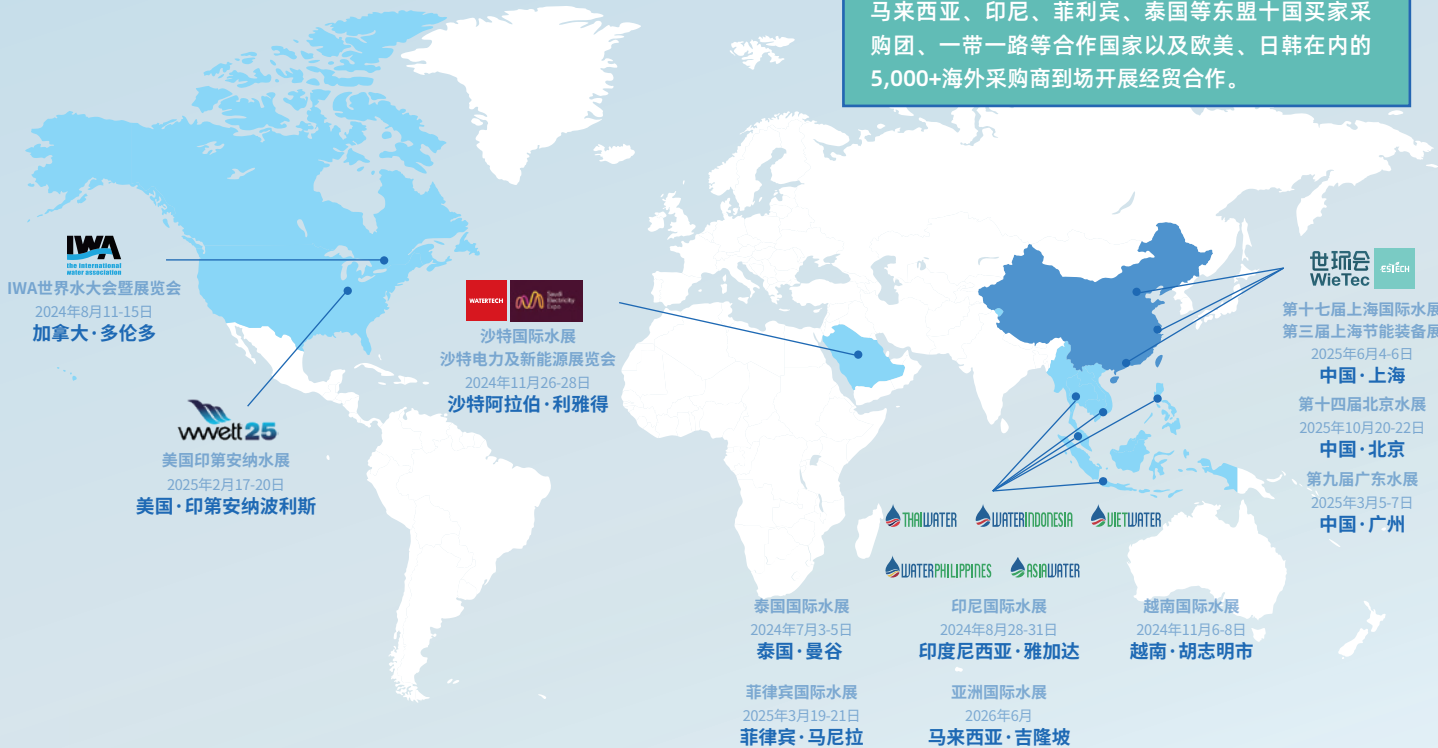 马来西亚、印尼、菲利宾、泰国等东盟十国买家采
购团、一带一路等合作国家以及欧美、日韩在内的
5,000+海外采购商到场开展经贸合作。
IWA
the international
water association
IWA世界水大会暨展览会
2024年8月11-15日
加拿大·多伦多
wwett25
美国印第安纳水展
2025年2月17-20日
美国·印第安纳波利斯
WATERTECH
Saudi
Electricity
Expo
沙特国际水展
沙特电力及新能源展览会
2024年11月26-28日
沙特阿拉伯·利雅得
世环会
WieTec
ESTECH
第十七届上海国际水展
第三届上海节能装备展
2025年6月4-6日
中国·上海
第十四届北京水展
2025年10月20-22日
中国·北京
第九届广东水展
2025年3月5-7日
中国·广州
THAIWATER
WATERINDONESIA
VIETWATER
WATERPHILIPPINES
ASIAWATER
泰国国际水展
2024年7月3-5日
泰国·曼谷
印尼国际水展
2024年8月28-31日
印度尼西亚·雅加达
越南国际水展
2024年11月6-8日
越南·胡志明市
菲律宾国际水展
2025年3月19-21日
菲律宾·马尼拉
亚洲国际水展
2026年6月
马来西亚·吉隆坡